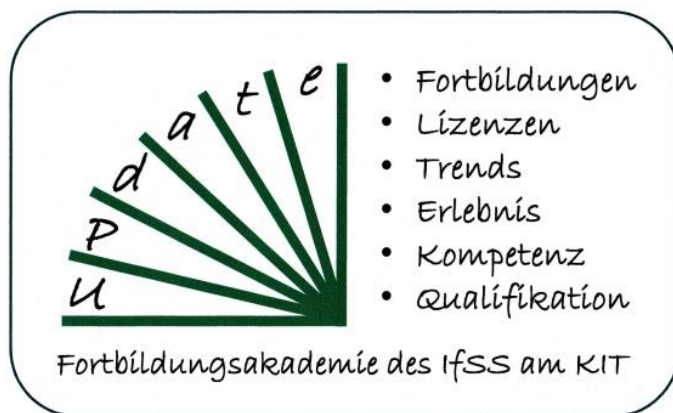 UPdate
• Fortbildungen
• Lizenzen
• Trends
• Erlebnis
• Kompetenz
• Qualifikation
Fortbildungsakademie des IfSS am KIT